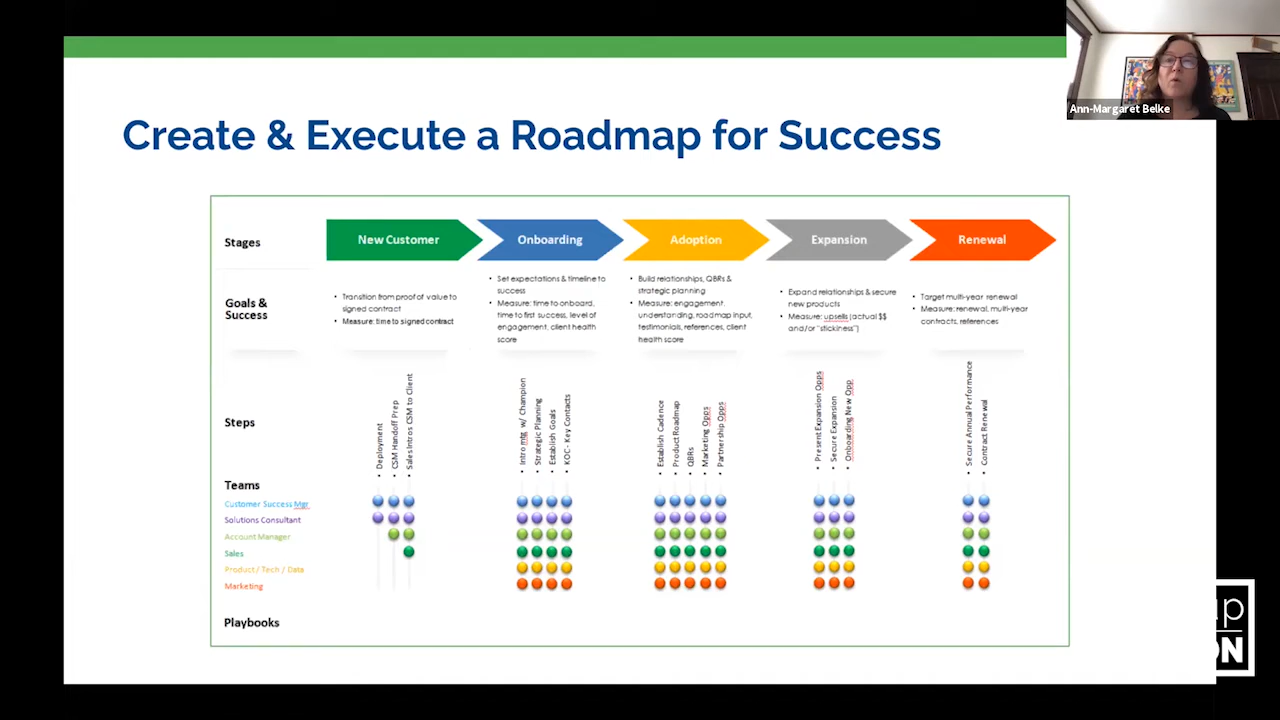 Ann-Margaret Belke
Create & Execute a Roadmap for Success
Stages
New Customer
Onboarding
Adoption
Expansion
Renewal
Goals &
Success
• Transition from proof of value to
signed contract
• Measure: time to signed contract
• Set expectations & timeline to
success
• Measure: time to onboard,
time to first success, level of
engagement, client health
score
• Build relationships, QBRs &
strategic planning
• Measure: engagement,
understanding, roadmap input,
testimonials, references, client
health score
• Expand relationships & secure
new products
• Measure: upsells (actual $$
and/or "stickiness")
• Target multi-year renewal
• Measure: renewal, multi-year
contracts, references
Steps
• Deployment
• CSM Handoff Prep
• Sales Intros CSM to Client
• Intro mtg w/ Champion
• Strategic Planning
• Establish Goals
• KOC - Key Contacts
• Establish Cadence
• Product Roadmap
• QBRs
• Marketing Opps
• Partnership Opps
• Present Expansion Opps
• Secure Expansion
• Onboarding New Opp
• Secure Annual Performance
• Contract Renewal
Teams
Customer Success Mgr
Solutions Consultant
Account Manager
Sales
Product / Tech / Data
Marketing
Playbooks
up
ON